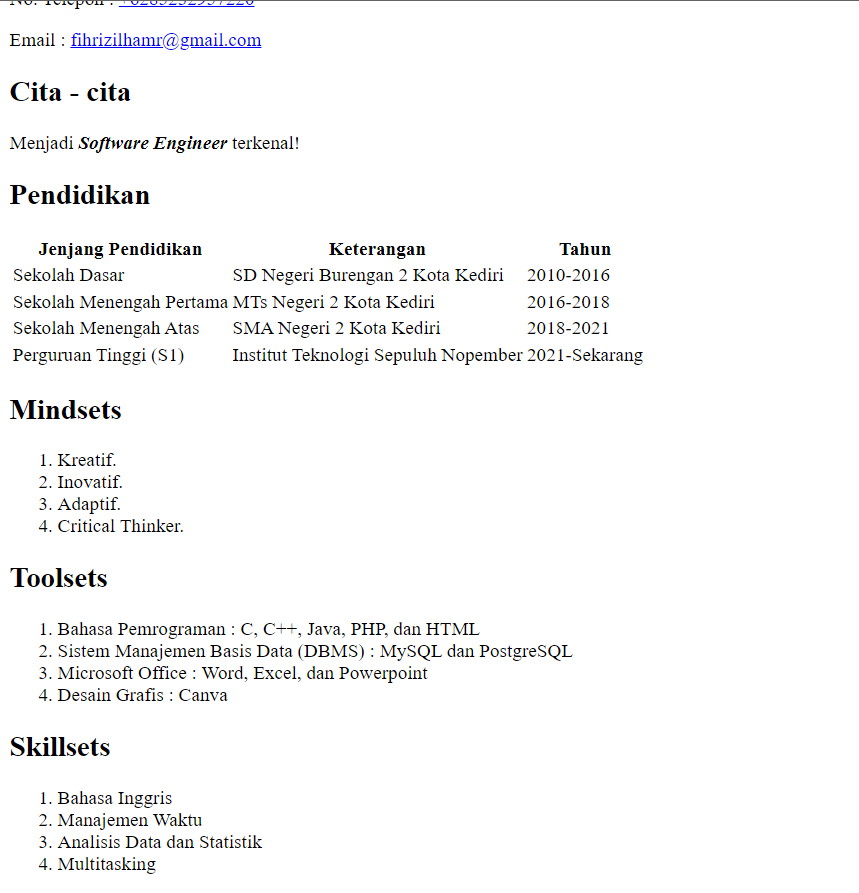 No. Telepon :
Email : fihrizilhamr@gmail.com
Cita - cita
Menjadi Software Engineer terkenal!
Pendidikan
Jenjang Pendidikan Keterangan Tahun
Sekolah Dasar SD Negeri Burengan 2 Kota Kediri 2010-2016
Sekolah Menengah Pertama MTs Negeri 2 Kota Kediri 2016-2018
Sekolah Menengah Atas SMA Negeri 2 Kota Kediri 2018-2021
Perguruan Tinggi (S1) Institut Teknologi Sepuluh Nopember 2021-Sekarang
Mindsets
1. Kreatif.
2. Inovatif.
3. Adaptif.
4. Critical Thinker.
Toolsets
1. Bahasa Pemrograman : C, C++, Java, PHP, dan HTML
2. Sistem Manajemen Basis Data (DBMS) : MySQL dan PostgreSQL
3. Microsoft Office : Word, Excel, dan Powerpoint
4. Desain Grafis : Canva
Skillsets
1. Bahasa Inggris
2. Manajemen Waktu
3. Analisis Data dan Statistik
4. Multitasking